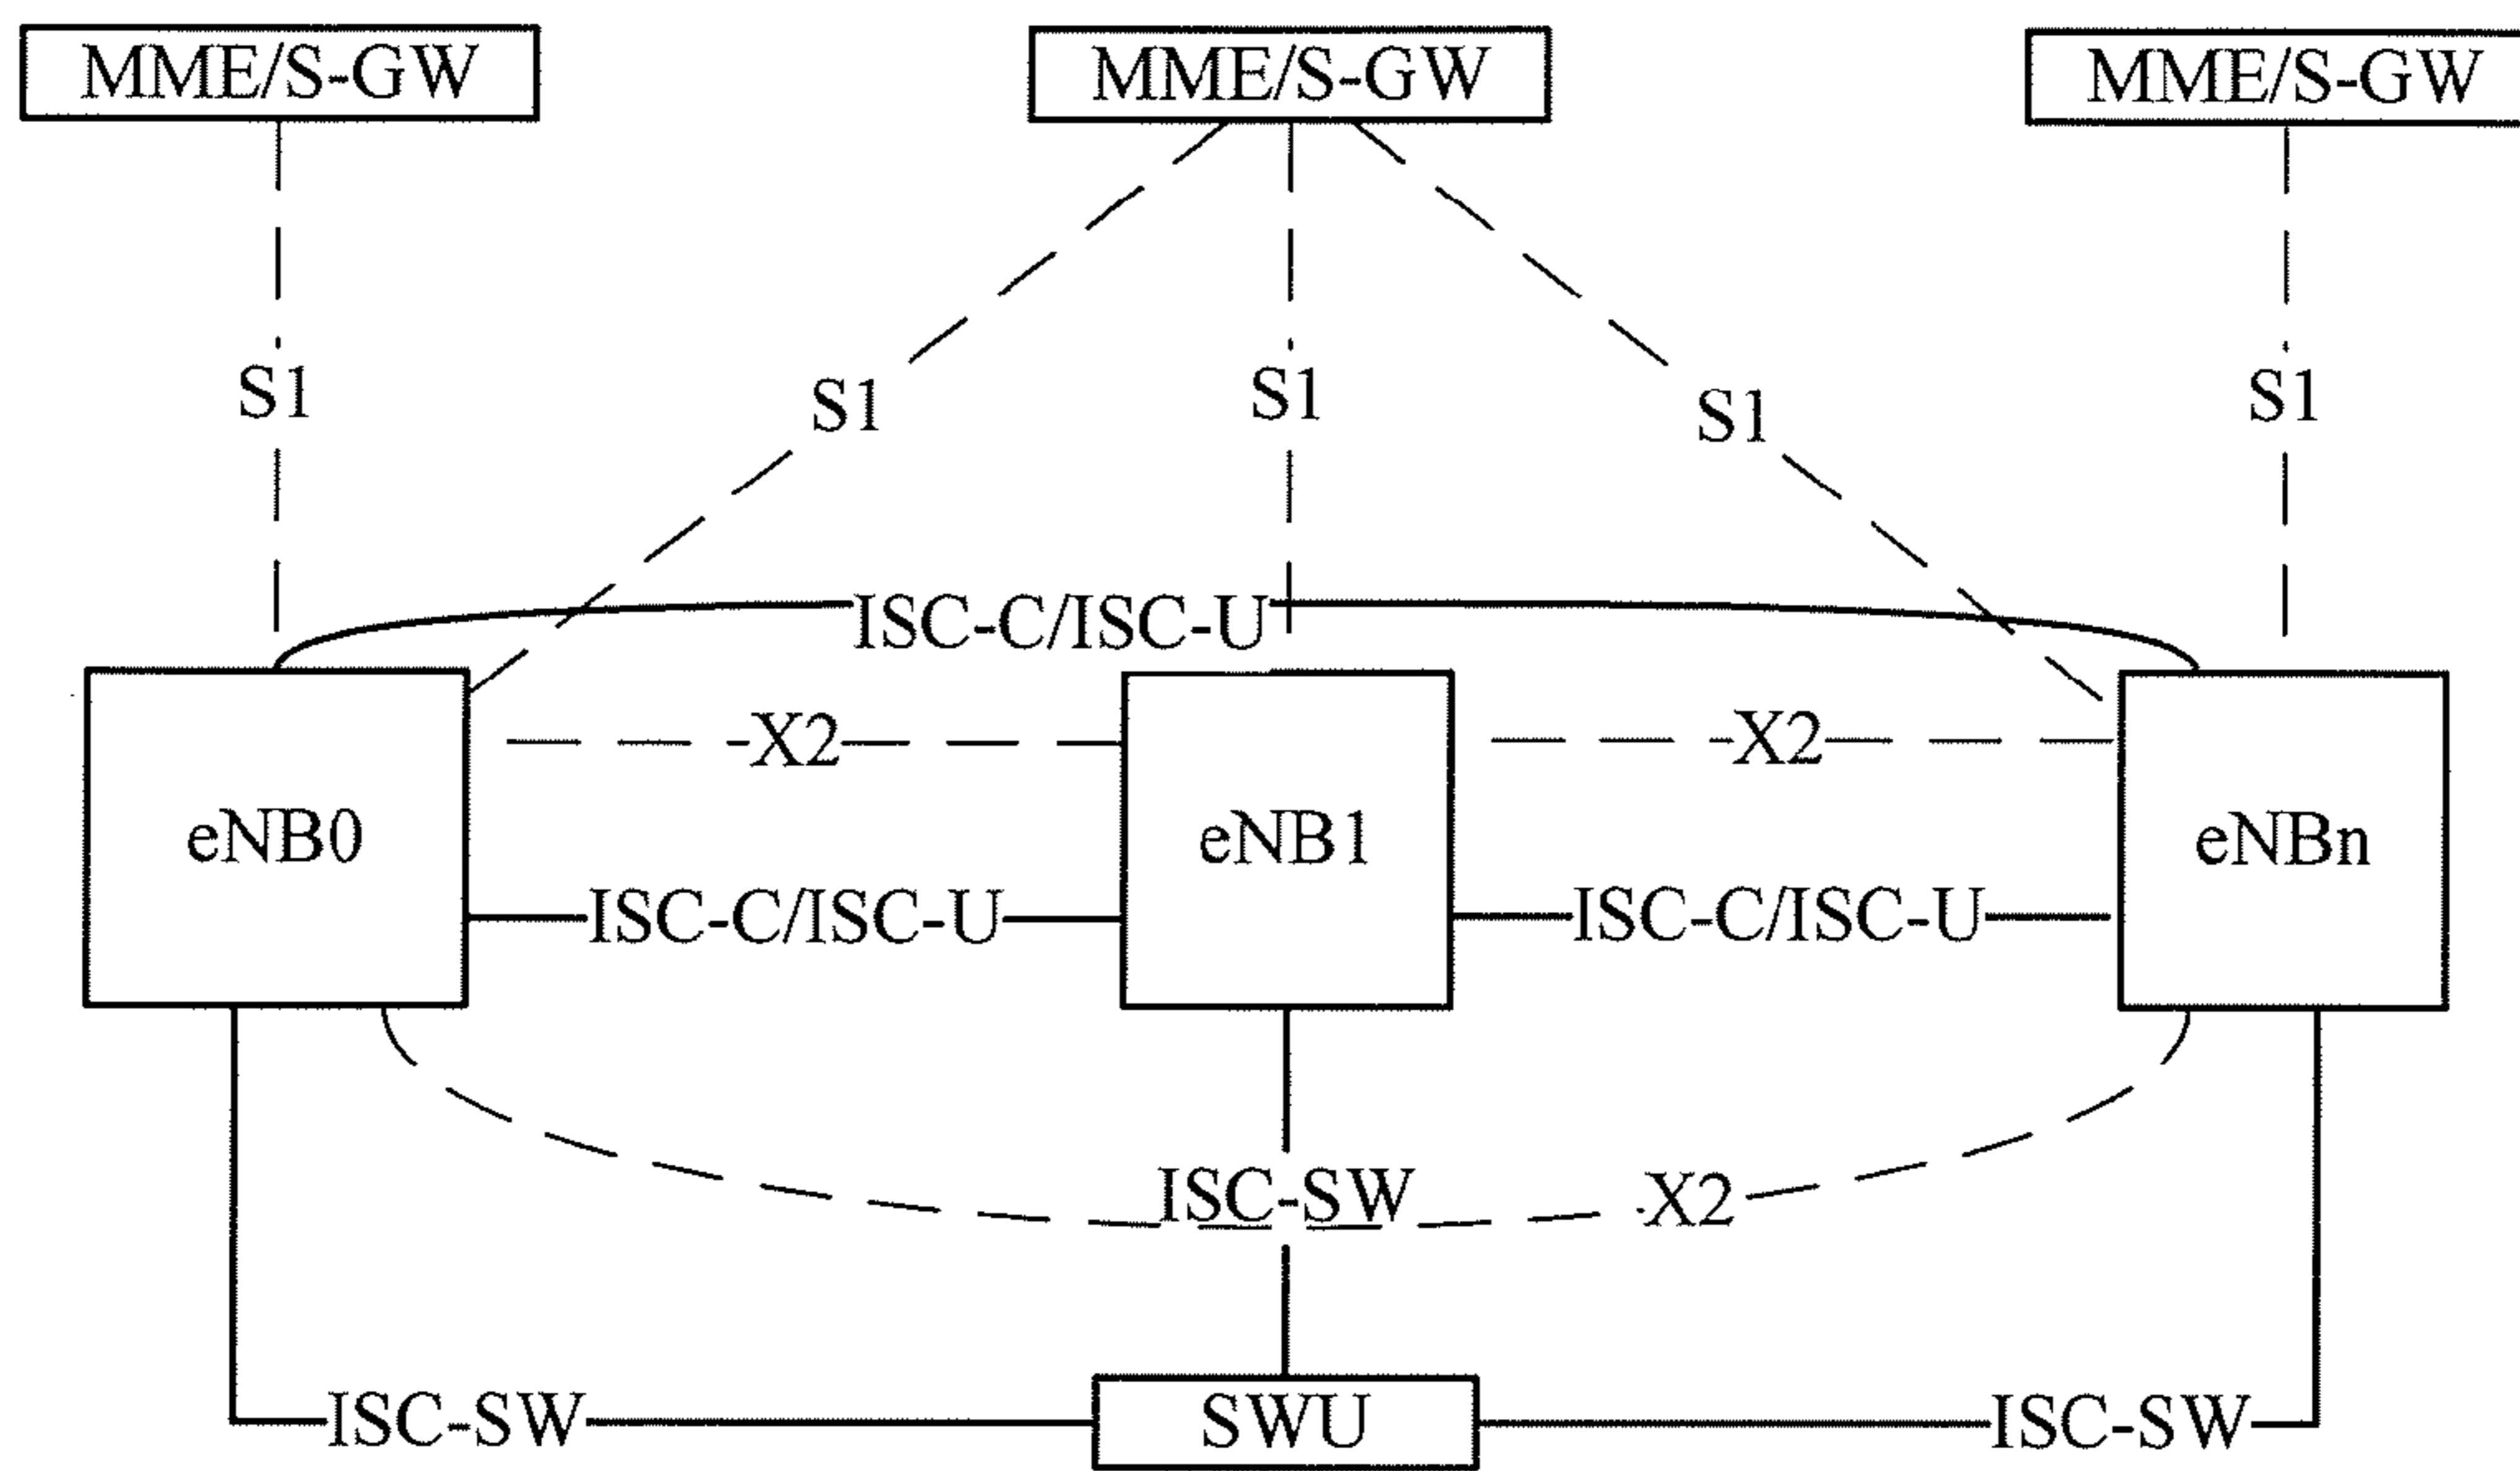 MME/S-GW
MME/S-GW
MME/S-GW
S1
S1
S1
S1
S1
ISC-C/ISC-U
X2
X2
eNB0
eNB1
eNBn
ISC-C/ISC-U
ISC-C/ISC-U
ISC-SW
X2
ISC-SW
SWU
ISC-SW